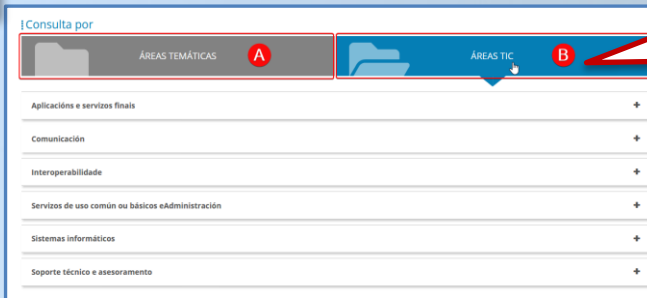 Consulta por
ÁREAS TEMÁTICAS A
ÁREAS TIC B
Aplicacións e servizos finais +
Comunicación +
Interoperabilidade +
Servizos de uso común ou básicos eAdministración +
Sistemas informáticos +
Soporte técnico e asesoramento +